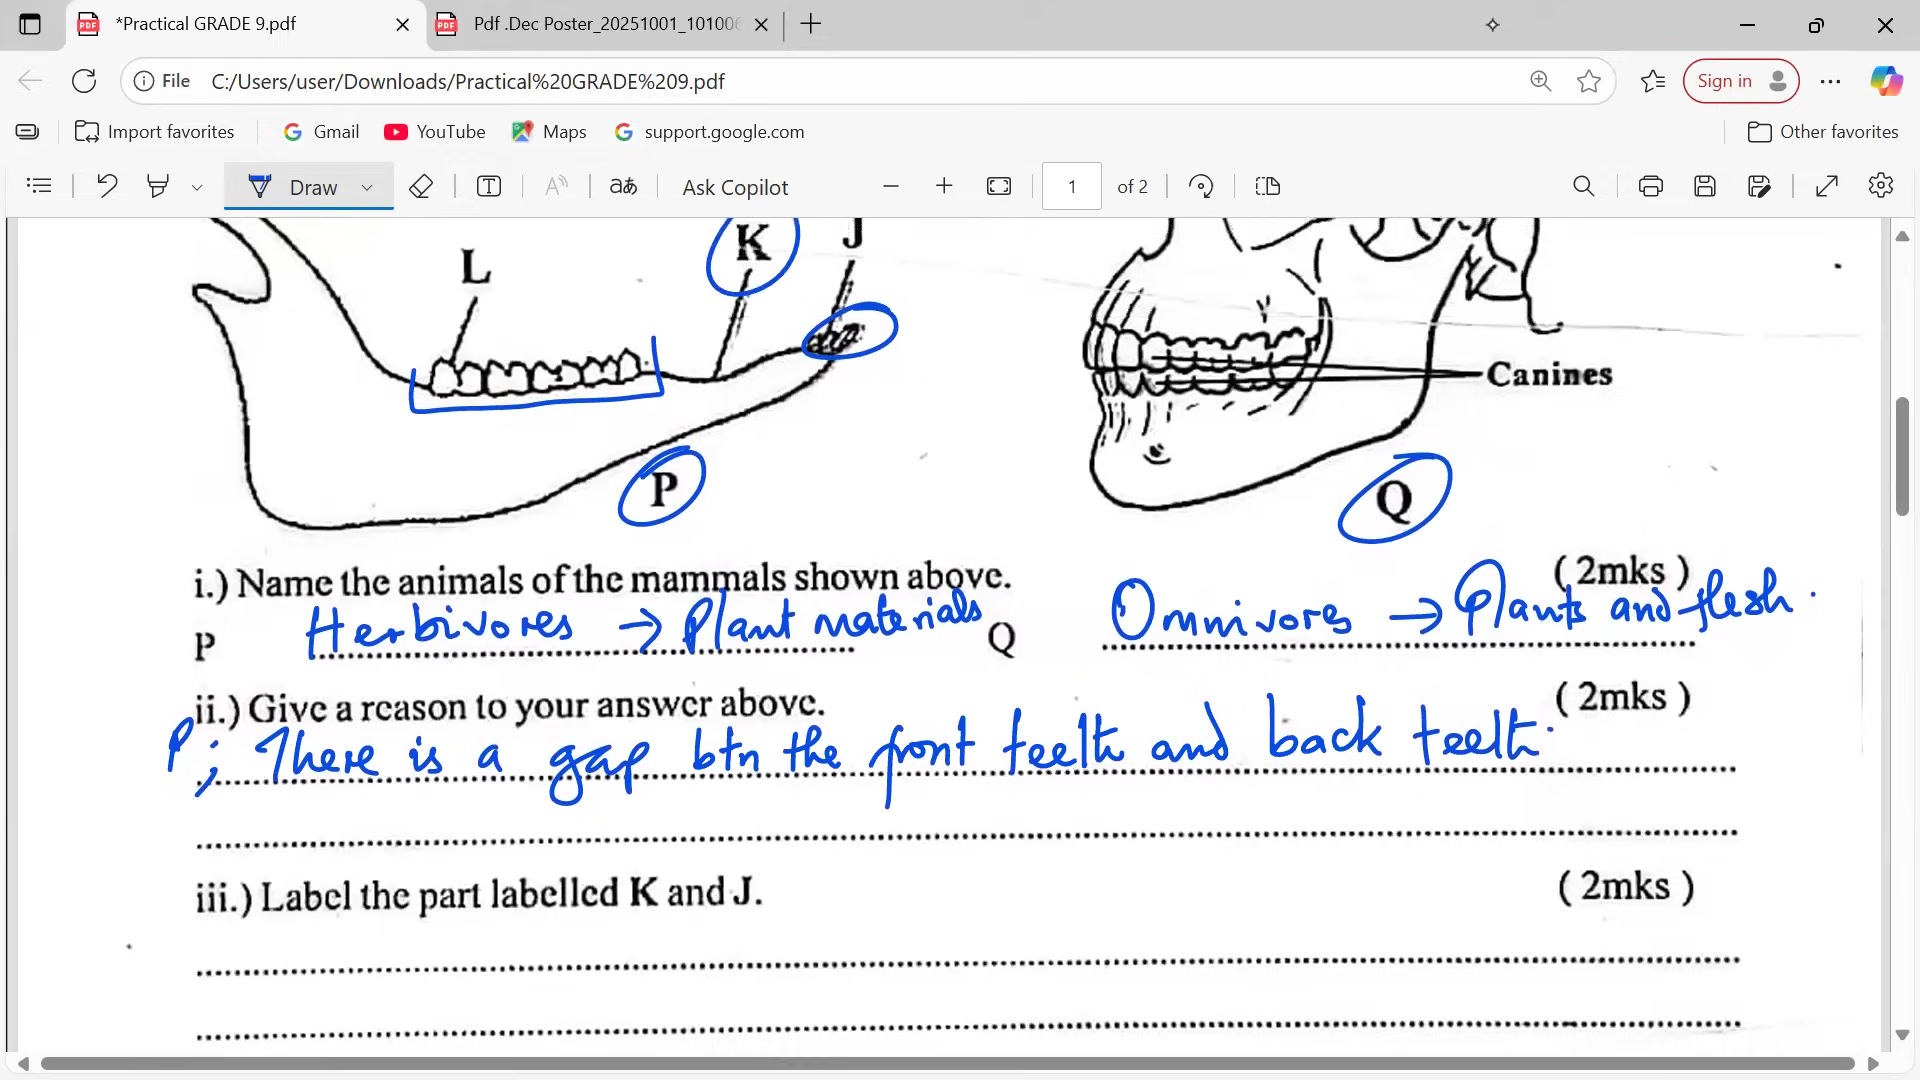 *Practical GRADE 9.pdf
Pdf .Dec Poster_20251001_10100
File C:/Users/user/Downloads/Practical%20GRADE%209.pdf
Sign in
Import favorites Gmail YouTube Maps support.google.com Other favorites
Draw Ask Copilot 1 of 2
L K J
Canines
P Q
i.) Name the animals of the mammals shown above. ( 2mks )
P Herbivores → Plant materials Q Omnivores → Plants and flesh.
ii.) Give a reason to your answer above. ( 2mks )
P; There is a gap btn the front teeth and back teeth.
iii.) Label the part labelled K and J. ( 2mks )